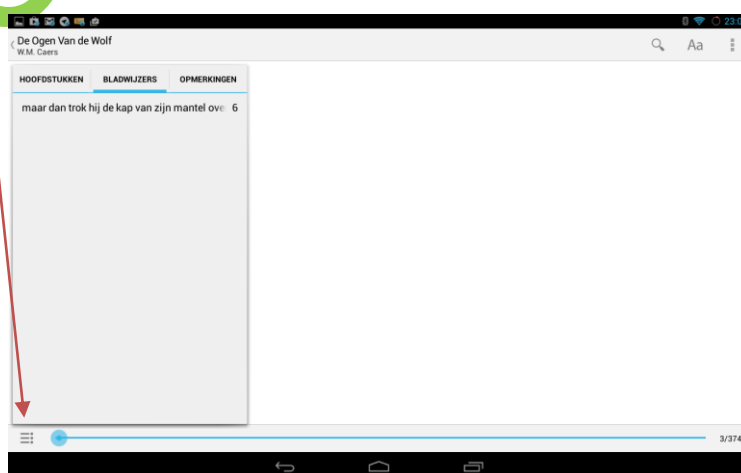 23:0
De Ogen Van de Wolf
W.M. Caers
Aa
HOOFDSTUKKEN BLADWIJZERS OPMERKINGEN
maar dan trok hij de kap van zijn mantel ove 6
3/374